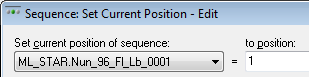 Sequence: Set Current Position - Edit
Set current position of sequence: to position:
ML_STAR.Nun_96_Fl_Lb_0001 = 1